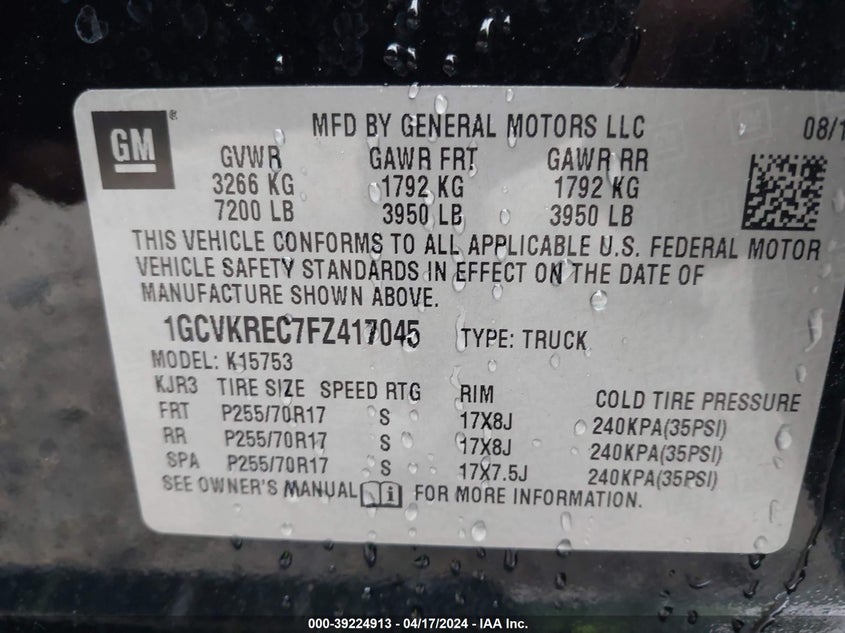 GM®
MFD BY GENERAL MOTORS LLC 08/1
GVWR GAWR FRT GAWR RR
3266 KG 1792 KG 1792 KG
7200 LB 3950 LB 3950 LB
THIS VEHICLE CONFORMS TO ALL APPLICABLE U.S. FEDERAL MOTOR
VEHICLE SAFETY STANDARDS IN EFFECT ON THE DATE OF
MANUFACTURE SHOWN ABOVE.
1GCVKREC7FZ417045 TYPE: TRUCK
MODEL: K15753
KJR3 TIRE SIZE SPEED RTG RIM COLD TIRE PRESSURE
FRT P255/70R17 S 17X8J 240KPA(35PSI)
RR P255/70R17 S 17X8J 240KPA(35PSI)
SPA P255/70R17 S 17X7.5J 240KPA(35PSI)
SEE OWNER'S MANUAL FOR MORE INFORMATION.
000-39224913 - 04/17/2024 - IAA Inc.